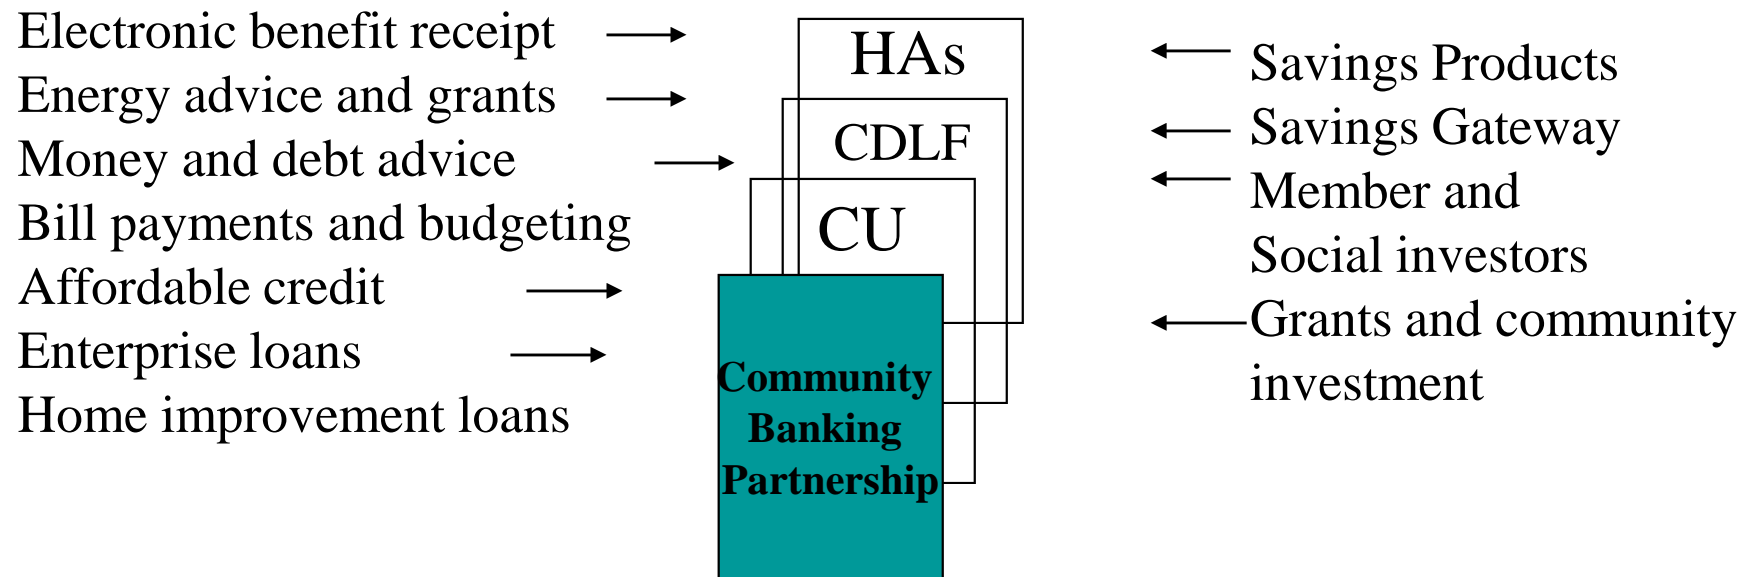 Electronic benefit receipt
Energy advice and grants
Money and debt advice
Bill payments and budgeting
Affordable credit
Enterprise loans
Home improvement loans
HAs
CDLF
CU
Community
Banking
Partnership
Savings Products
Savings Gateway
Member and
Social investors
Grants and community
investment